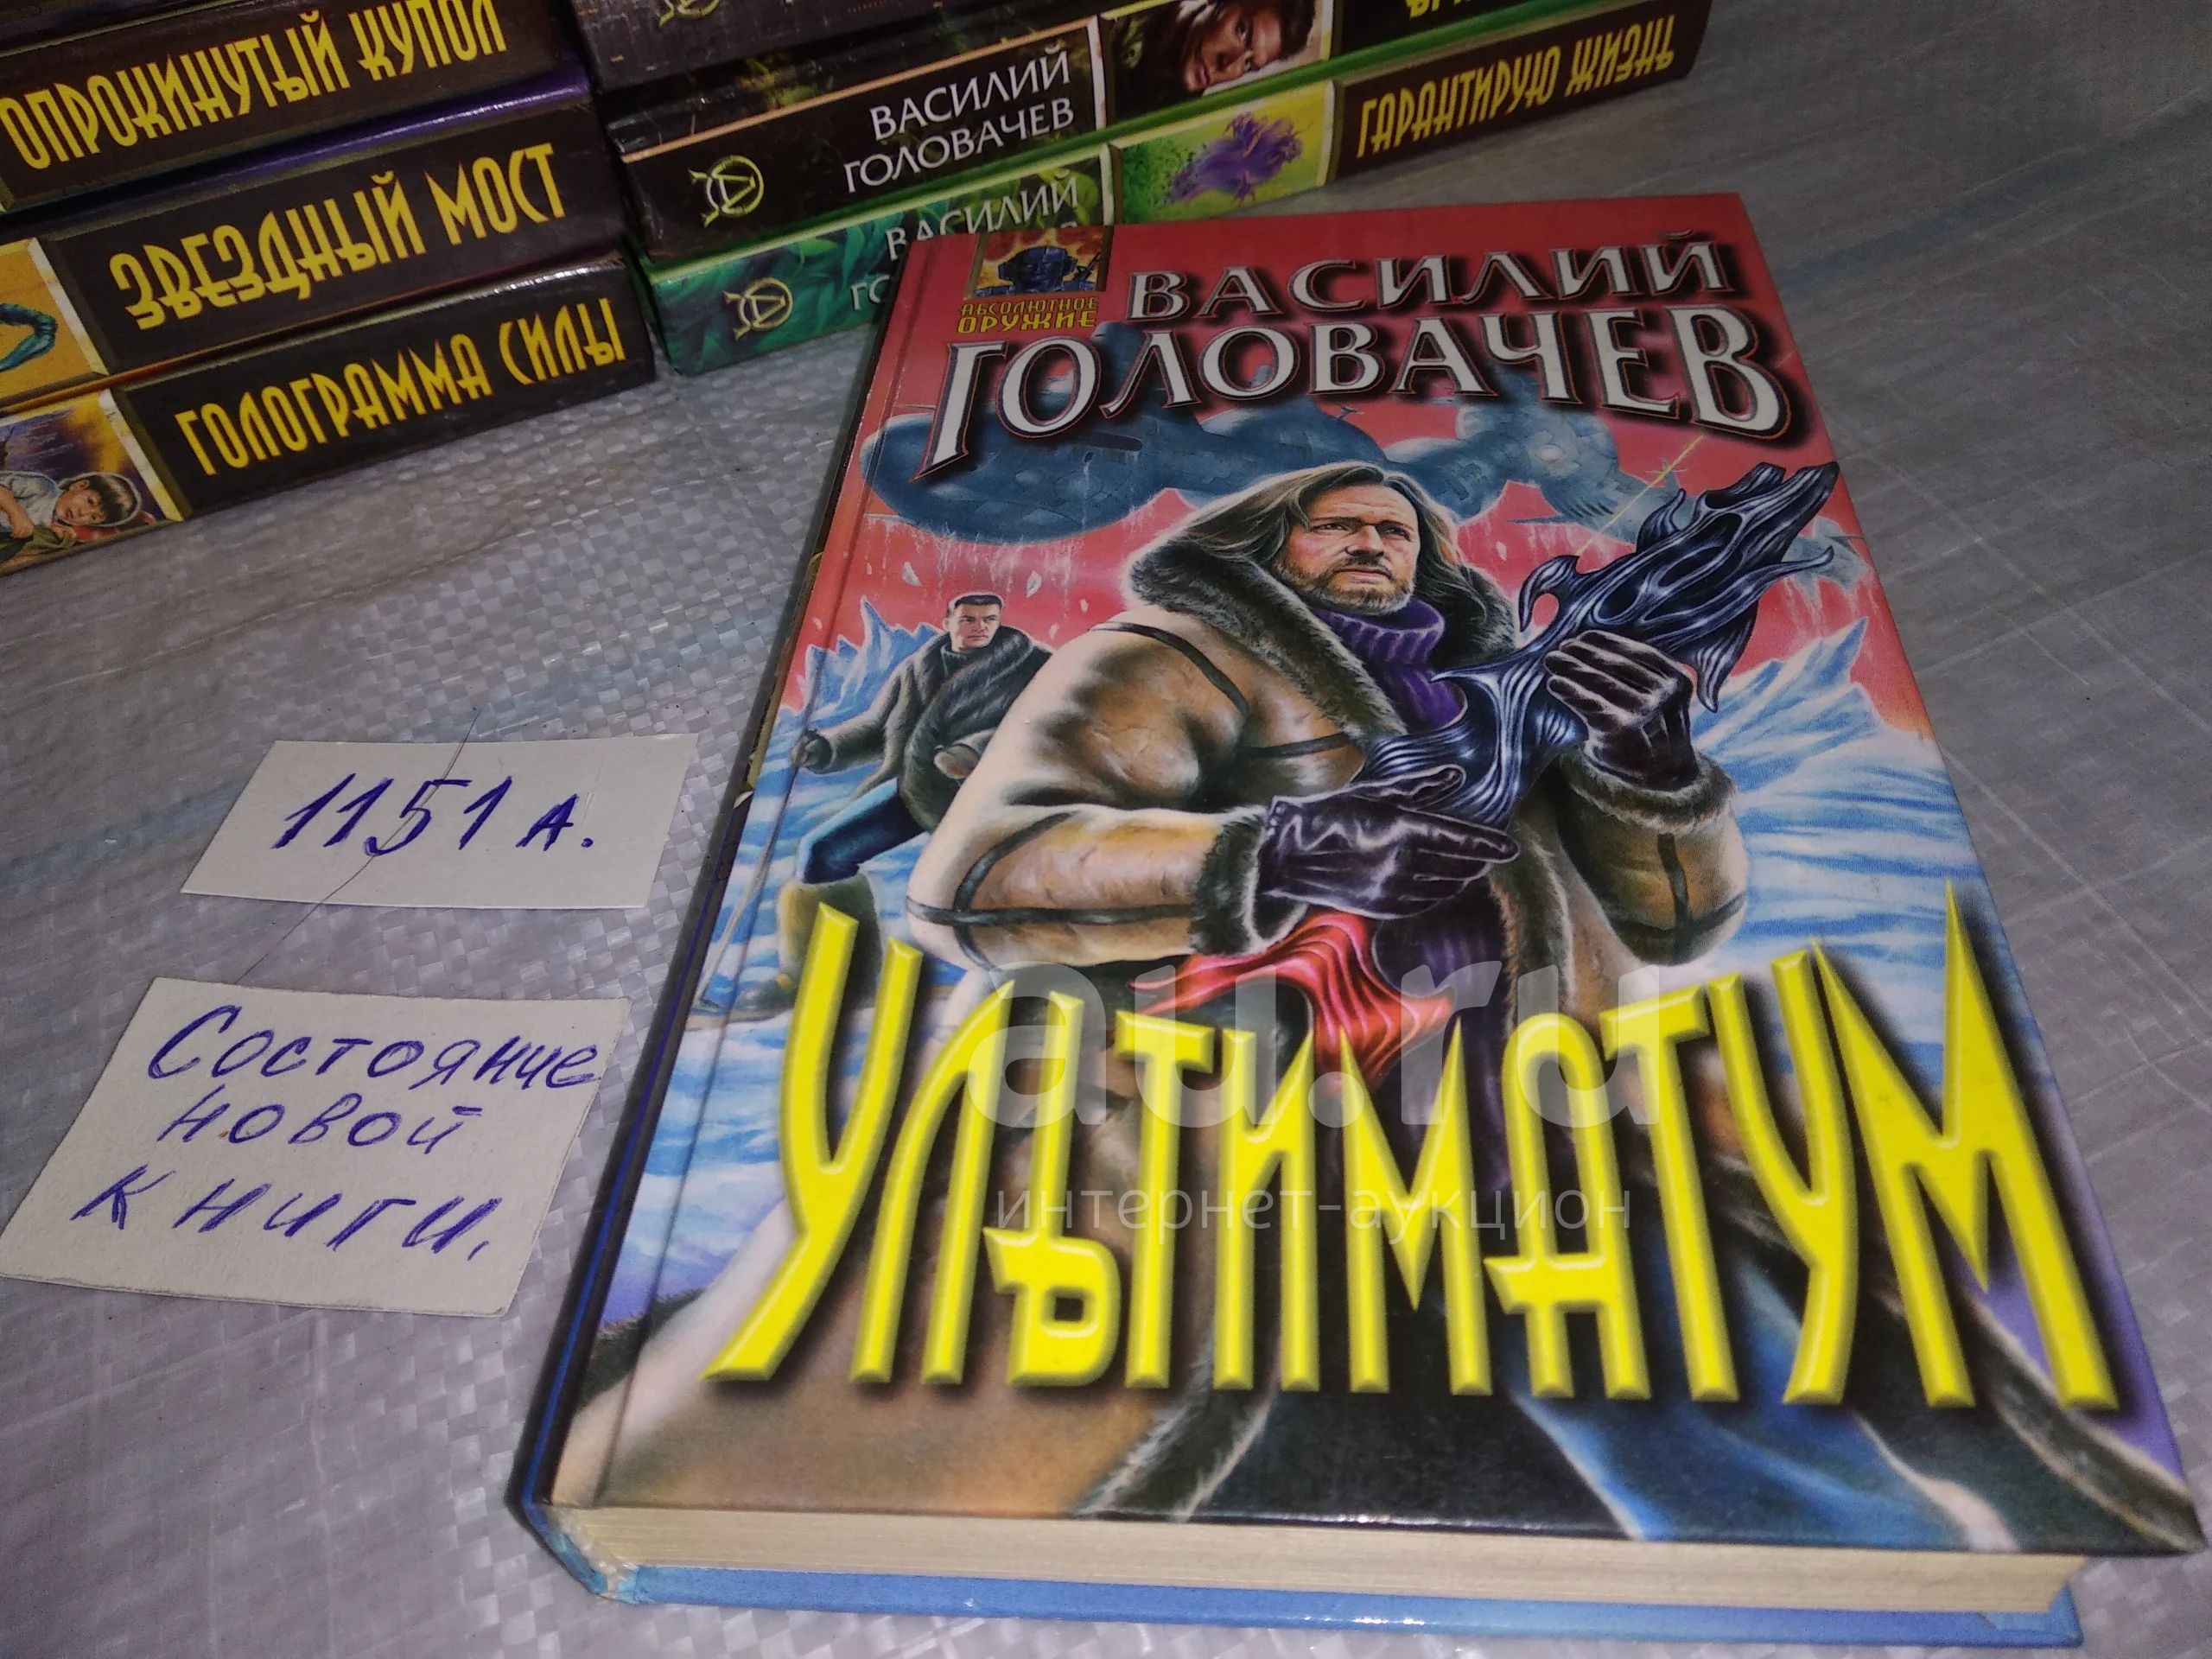 ОПРОКИНУТЫЙ КУПОЛ
ЗВЕЗДНЫЙ МОСТ
ГОЛОГРАММА СИЛЫ
ВАСИЛИЙ
ГОЛОВАЧЕВ
ГАРАНТИРУЮ ЖИЗНЬ
ВАСИЛИЙ
АБСОЛЮТНОЕ
ОРУЖИЕ
ВАСИЛИЙ
ГОЛОВАЧЕВ
УЛЬТИМАТУМ
1151 А.
Состояние
новой
книги.
au.ru
интернет-аукцион